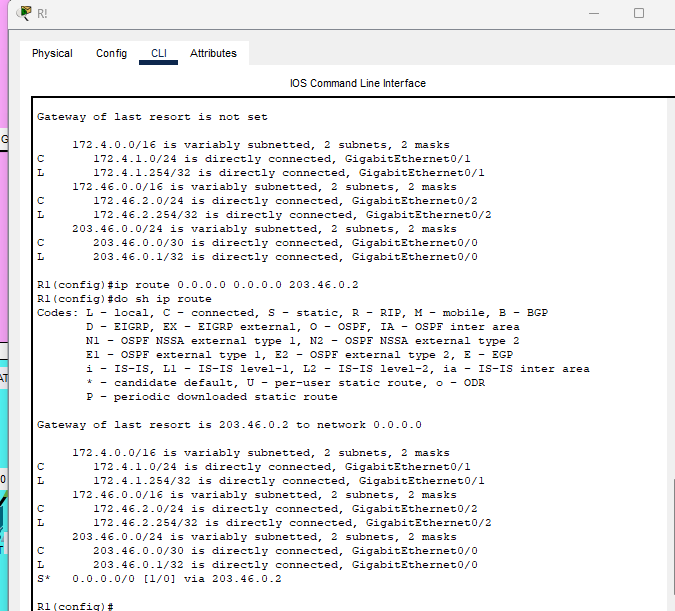 R!
Physical Config CLI Attributes
IOS Command Line Interface
Gateway of last resort is not set
172.4.0.0/16 is variably subnetted, 2 subnets, 2 masks
C 172.4.1.0/24 is directly connected, GigabitEthernet0/1
L 172.4.1.254/32 is directly connected, GigabitEthernet0/1
172.46.0.0/16 is variably subnetted, 2 subnets, 2 masks
C 172.46.2.0/24 is directly connected, GigabitEthernet0/2
L 172.46.2.254/32 is directly connected, GigabitEthernet0/2
203.46.0.0/24 is variably subnetted, 2 subnets, 2 masks
C 203.46.0.0/30 is directly connected, GigabitEthernet0/0
L 203.46.0.1/32 is directly connected, GigabitEthernet0/0
R1(config)#ip route 0.0.0.0 0.0.0.0 203.46.0.2
R1(config)#do sh ip route
Codes: L - local, C - connected, S - static, R - RIP, M - mobile, B - BGP
D - EIGRP, EX - EIGRP external, O - OSPF, IA - OSPF inter area
N1 - OSPF NSSA external type 1, N2 - OSPF NSSA external type 2
E1 - OSPF external type 1, E2 - OSPF external type 2, E - EGP
i - IS-IS, L1 - IS-IS level-1, L2 - IS-IS level-2, ia - IS-IS inter area
* - candidate default, U - per-user static route, o - ODR
P - periodic downloaded static route
Gateway of last resort is 203.46.0.2 to network 0.0.0.0
172.4.0.0/16 is variably subnetted, 2 subnets, 2 masks
C 172.4.1.0/24 is directly connected, GigabitEthernet0/1
L 172.4.1.254/32 is directly connected, GigabitEthernet0/1
172.46.0.0/16 is variably subnetted, 2 subnets, 2 masks
C 172.46.2.0/24 is directly connected, GigabitEthernet0/2
L 172.46.2.254/32 is directly connected, GigabitEthernet0/2
203.46.0.0/24 is variably subnetted, 2 subnets, 2 masks
C 203.46.0.0/30 is directly connected, GigabitEthernet0/0
L 203.46.0.1/32 is directly connected, GigabitEthernet0/0
S* 0.0.0.0/0 [1/0] via 203.46.0.2
R1(config)#